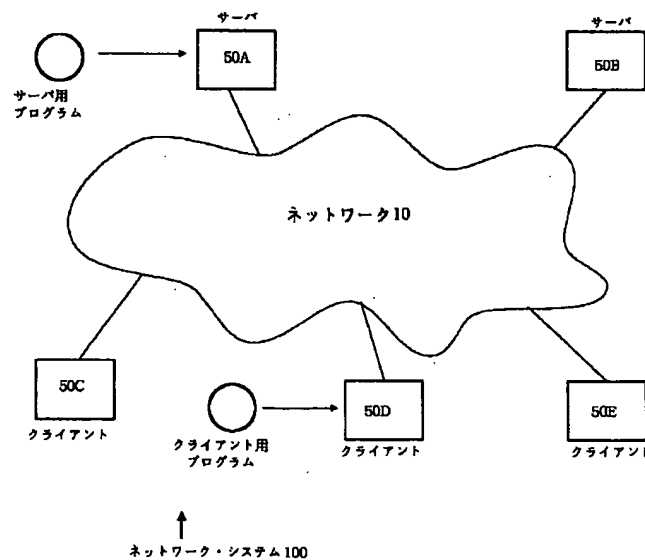 サーバ
サーバ
50A
50B
サーバ用
プログラム
ネットワーク10
50C
50D
50E
クライアント
クライアント用
プログラム
クライアント
クライアント
ネットワーク・システム100